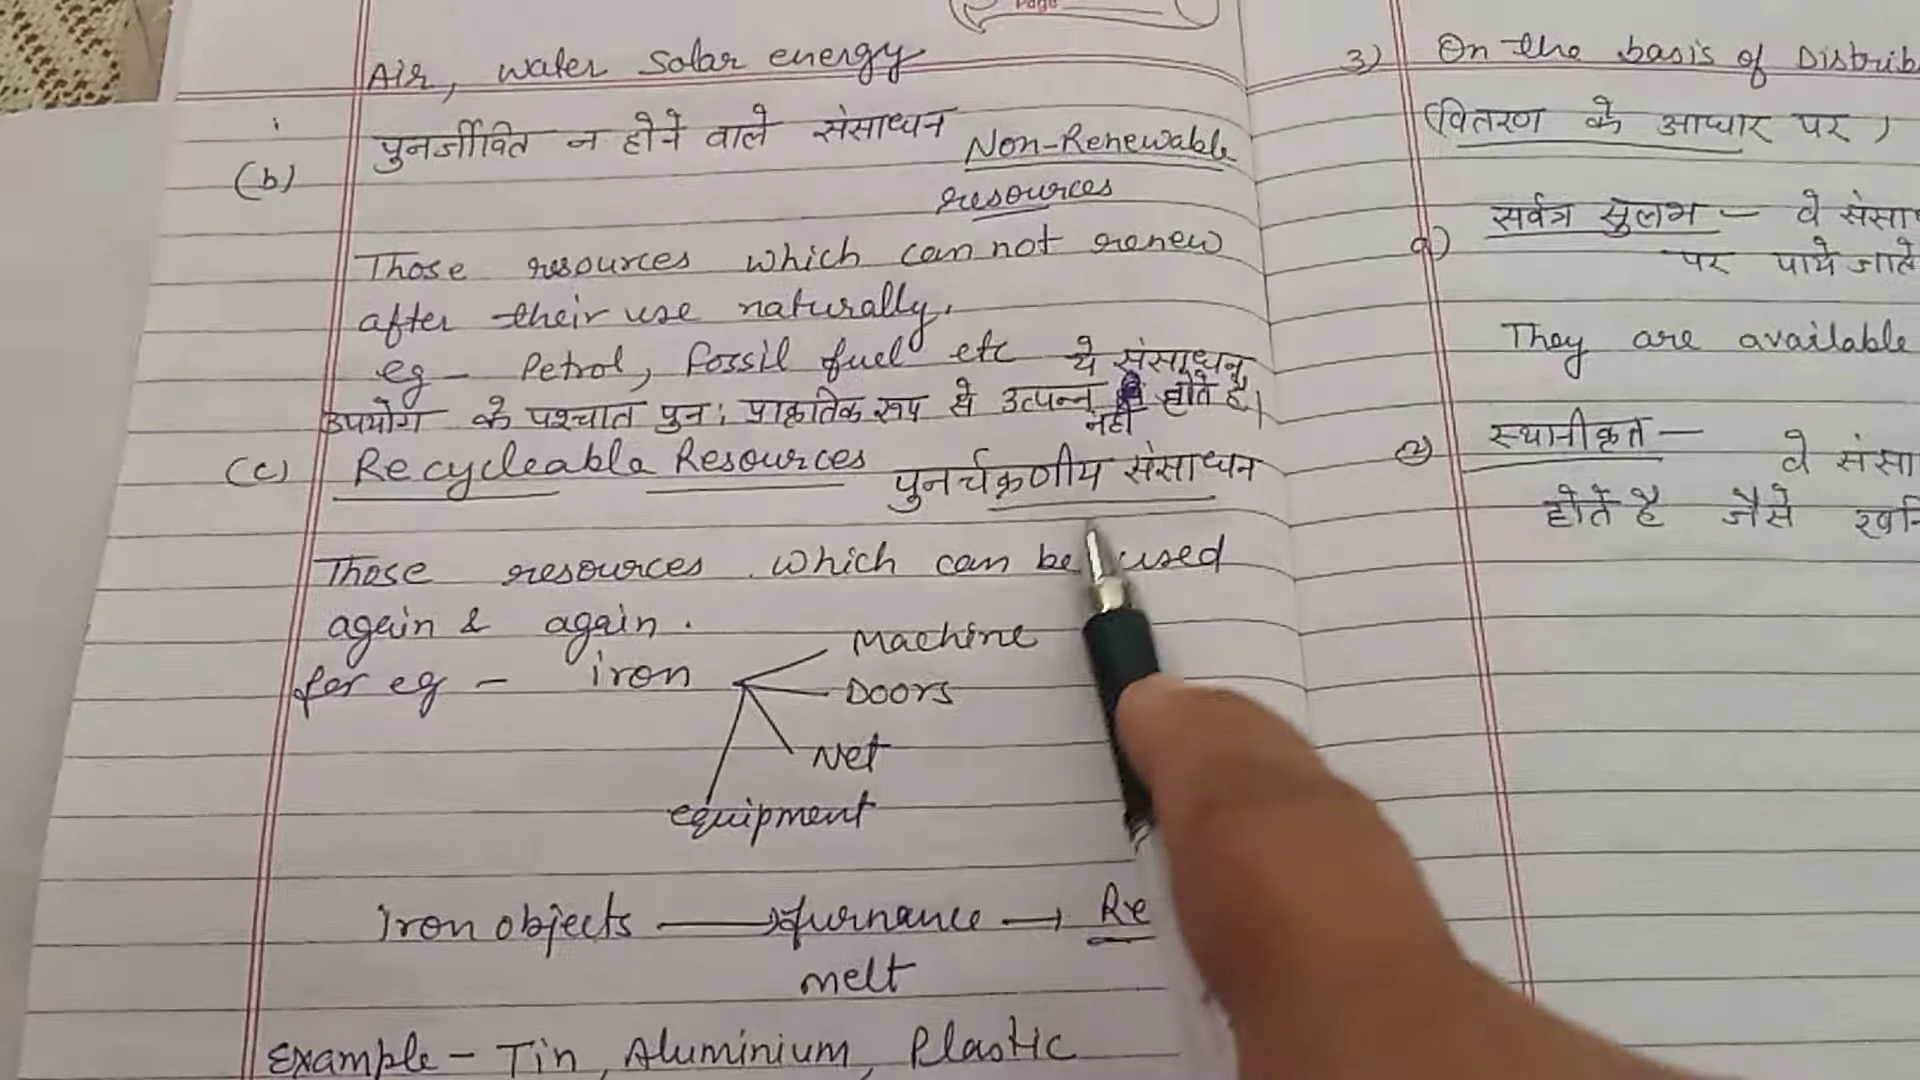 Page
Air, water solar energy
(b) पुनर्जीवित न होने वाले संसाधन Non-Renewable
resources
Those resources which can not renew
after their use naturally.
eg - Petrol, Fossil fuel etc ये संसाधन
उपयोग के पश्चात पुन: प्राकृतिक रूप से उत्पन्न नहीं होते है।
(c) Recycleable Resources पुनर्चक्रणीय संसाधन
Those resources which can be used
again & again.
for eg - iron Machine
Doors
Net
equipment
Iron objects → furnance → Re
melt
Example - Tin, Aluminium, Plastic
3) On the basis of Distrib
(वितरण के आधार पर)
a) सर्वत्र सुलभ - वे संसा
पर पाये जाते
They are available
स्थानीकृत - वे संसा
होते है जैसे खनि